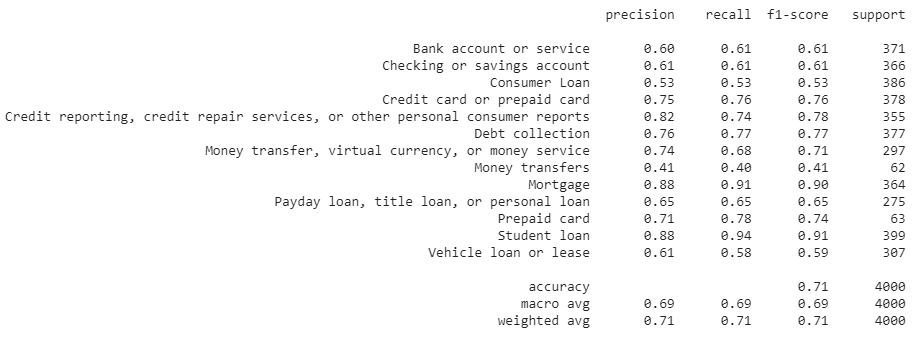 precision recall f1-score support
Bank account or service 0.60 0.61 0.61 371
Checking or savings account 0.61 0.61 0.61 366
Consumer Loan 0.53 0.53 0.53 386
Credit card or prepaid card 0.75 0.76 0.76 378
Credit reporting, credit repair services, or other personal consumer reports 0.82 0.74 0.78 355
Debt collection 0.76 0.77 0.77 377
Money transfer, virtual currency, or money service 0.74 0.68 0.71 297
Money transfers 0.41 0.40 0.41 62
Mortgage 0.88 0.91 0.90 364
Payday loan, title loan, or personal loan 0.65 0.65 0.65 275
Prepaid card 0.71 0.78 0.74 63
Student loan 0.88 0.94 0.91 399
Vehicle loan or lease 0.61 0.58 0.59 307
accuracy 0.71 4000
macro avg 0.69 0.69 0.69 4000
weighted avg 0.71 0.71 0.71 4000